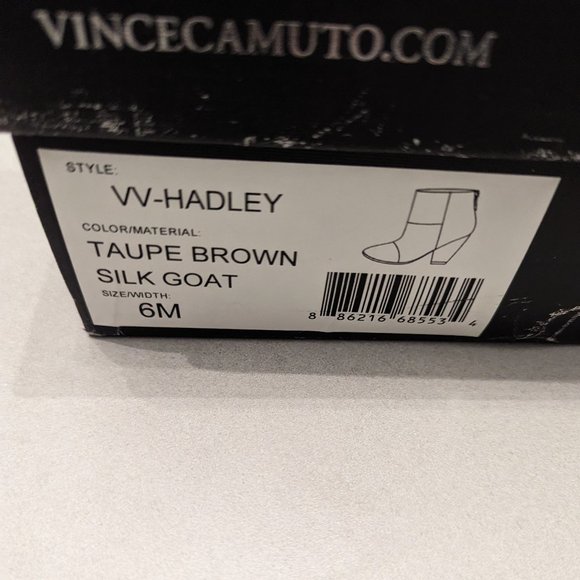 VINCECAMUTO.COM
STYLE:
VV-HADLEY
COLOR/MATERIAL:
TAUPE BROWN
SILK GOAT
SIZE/WIDTH:
6M
8 86216 68553 4